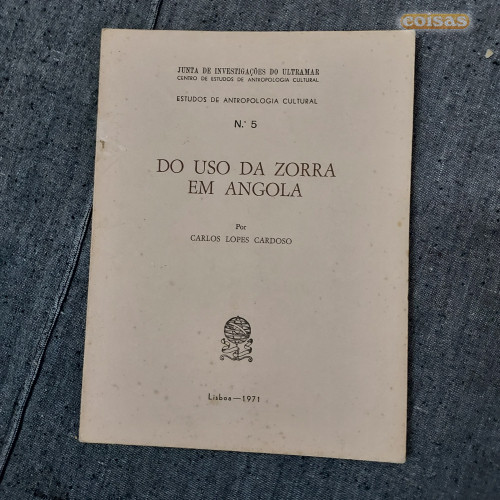 coisas
JUNTA DE INVESTIGAÇÕES DO ULTRAMAR
CENTRO DE ESTUDOS DE ANTROPOLOGIA CULTURAL
ESTUDOS DE ANTROPOLOGIA CULTURAL
N.º 5
DO USO DA ZORRA
EM ANGOLA
Por
CARLOS LOPES CARDOSO
Lisboa—1971